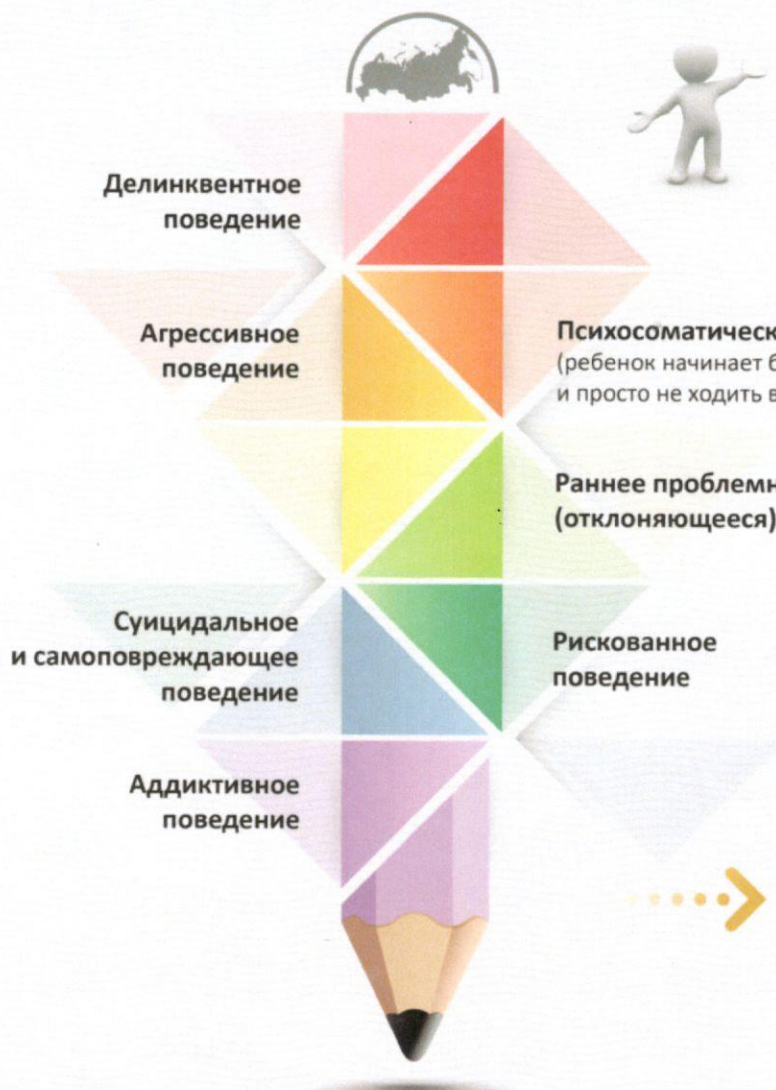 Делинквентное
поведение
Агрессивное
поведение
(ребенок начинает
и просто не ходить
Раннее
(отклоняющееся)
Суицидальное
и самоповреждающее
поведение
Рискованное
поведение
Аддиктивное
поведение